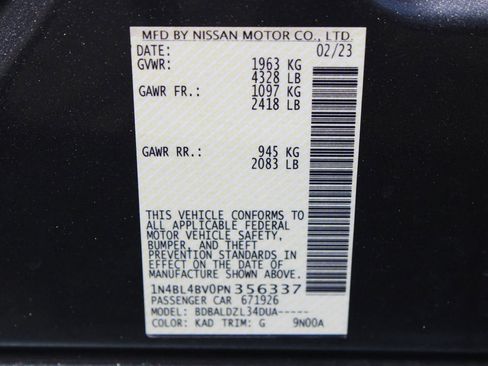 MFD BY NISSAN MOTOR CO., LTD.
DATE: 02/23
GVWR: 1963 KG
4328 LB
GAWR FR.: 1097 KG
2418 LB
GAWR RR.: 945 KG
2083 LB
THIS VEHICLE CONFORMS TO
ALL APPLICABLE FEDERAL
MOTOR VEHICLE SAFETY,
BUMPER, AND THEFT
PREVENTION STANDARDS IN
EFFECT ON THE DATE OF
MANUFACTURE SHOWN ABOVE.
1N4BL4BV0PN356337
PASSENGER CAR 671926
MODEL: BDBALDZL34DUA-----
COLOR: KAD TRIM: G 9N00A